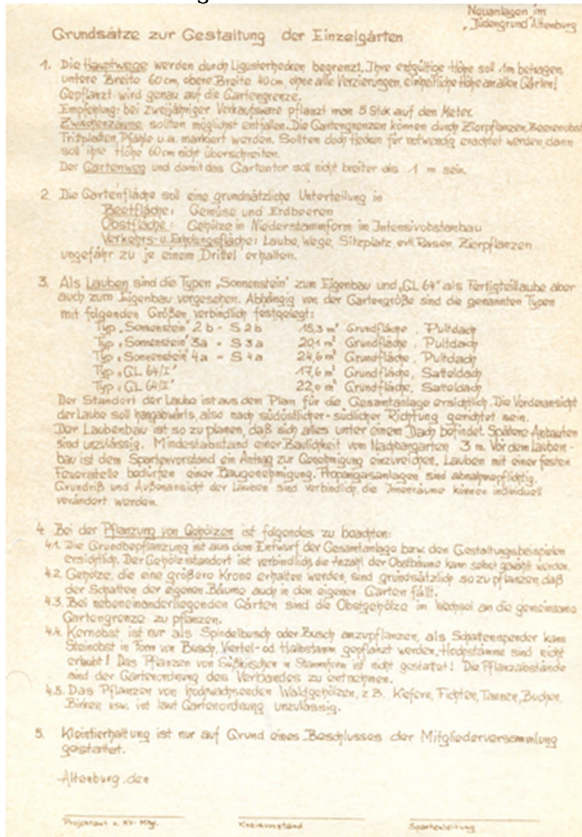 Neuanlagen im
„Jüdengrund" Altenburg
Grundsätze zur Gestaltung der Einzelgärten
1. Die Hauptwege werden durch Ligusterhecken begrenzt. Ihre entgültige Höhe soll 1m betragen,
untere Breite 60 cm, obere Breite 40 cm ohne alle Verzierungen, einheitliche Höhe an allen Gärten!
Gepflanzt wird genau auf die Gartengrenze.
Empfehlung: bei zweijähriger Verkaufsware pflanzt man 5 Stck auf den Meter.
Zwischenzäune sollten möglichst entfallen. Die Gartengrenzen können durch Zierpflanzen, Beerenobst
Trittplatten, Pfähle u.a. markiert werden. Sollten doch Hecken für notwendig erachtet werden, dann
soll ihre Höhe 60 cm nicht überschreiten.
Der Gartenweg und damit das Gartentor soll nicht breiter als 1 m sein.
2. Die Gartenfläche soll eine grundsätzliche Unterteilung in
Beetfläche: Gemüse und Erdbeeren
Obstfläche: Gehölze in Niederstammform in Intensivobstanbau
Verkehrs- u. Erholungsfläche: Laube, Wege, Sitzplatz, evtl. Rasen, Zierpflanzen
ungefähr zu je einem Drittel erhalten.
3. Als Lauben sind die Typen „Sonnenstein" zum Eigenbau und „GL 64" als Fertigteillaube aber
auch zum Eigenbau vorgesehen. Abhängig von der Gartengröße sind die genannten Typen
mit folgenden Größen verbindlich festgelegt:
Typ „Sonnenstein" 2b - S 2b 15,3 m² Grundfläche, Pultdach
Typ „Sonnenstein" 3a - S 3a 20,1 m² Grundfläche, Pultdach
Typ „Sonnenstein" 4a - S 4a 24,6 m² Grundfläche, Pultdach
Typ „GL 64/I" 17,6 m² Grundfläche, Satteldach
Typ „GL 64/II" 22,0 m² Grundfläche, Satteldach
Der Standort der Laube ist aus dem Plan für die Gesamtanlage ersichtlich. Die Vorderansicht
der Laube soll hangabwärts, also nach südöstlicher-südlicher Richtung gerichtet sein.
Der Laubenbau ist so zu planen, daß sich alles unter einem Dach befindet. Spätere Anbauten
sind unzulässig. Mindestabstand einer Baulichkeit vom Nachbargarten 3 m. Vor dem Lauben-
bau ist dem Spartenvorstand ein Antrag zur Genehmigung einzureichen. Lauben mit einer festen
Feuerstelle bedürfen einer Baugenehmigung. Propangasanlagen sind abnahmepflichtig.
Grundriß und Außenansicht der Lauben sind verbindlich, die Innenräume können individuell
verändert werden.
4. Bei der Pflanzung von Gehölzen ist folgendes zu beachten:
4.1. Die Grundbepflanzung ist aus dem Entwurf der Gesamtanlage bzw. den Gestaltungsbeispielen
ersichtlich. Der Gehölzstandort ist verbindlich, die Anzahl der Obstbäume kann selbst gewählt werden.
4.2. Gehölze, die eine größere Krone erhalten werden, sind grundsätzlich so zu pflanzen, daß
der Schatten der eigenen Bäume auch in den eigenen Garten fällt.
4.3. Bei nebeneinanderliegenden Gärten sind die Obstgehölze im Wechsel an die gemeinsame
Gartengrenze zu pflanzen.
4.4. Kernobst ist nur als Spindelbusch oder Busch anzupflanzen, als Schattenspender kann
Steinobst in Form von Busch, Viertel- od. Halbstamm gepflanzt werden, Hochstämme sind nicht
erlaubt! Das Pflanzen von Süßkirschen in Stammform ist nicht gestattet! Die Pflanzabstände
sind der Gartenordnung des Verbandes zu entnehmen.
4.5. Das Pflanzen von hochwachsenden Waldgehölzen, z.B. Kiefern, Fichten, Tannen, Buchen,
Birken usw. ist laut Gartenordnung unzulässig.
5. Kleintierhaltung ist nur auf Grund eines Beschlusses der Mitgliederversammlung
gestattet.
Altenburg, den
Kreisvorstand
Spartenleitung